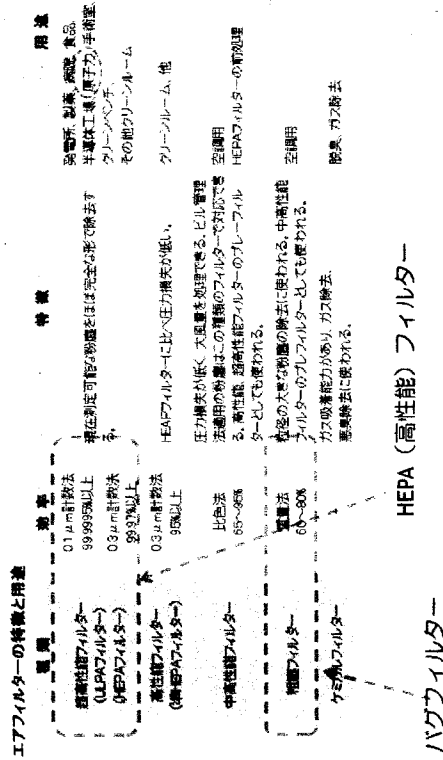 エアフィルターの特徴と用途
種類 効率 特徴 用途
超高性能フィルター
(ULPAフィルター)
(HEPAフィルター)
0.1μm計数法
99.9995%以上
0.3μm計数法
99.97%以上
現在測定可能な粉塵をほぼ完全な形で除去す
る。
発電所、製薬、病院、食品、
半導体工場、原子力、手術室、
クリーンベンチ、
その他クリーンルーム
高性能フィルター
(準HEPAフィルター)
0.3μm計数法
95%以上
HEAPフィルターに比べ圧力損失が低い。
クリーンルーム、他
中高性能フィルター
比色法
65~95%
圧力損失が低く、大風量を処理できる。ビル管理
法適用の粉塵はこの種類のフィルターで対応でき
る。高性能、超高性能フィルターのプレーフィル
ターとしても使われる。
空調用
HEPAフィルターの前処理
粗塵フィルター
重量法
60~80%
粒径の大きな粉塵の除去に使われる。中高性能
フィルターのプレフィルターとしても使われる。
空調用
ケミカルフィルター
ガス吸着能力があり、ガス除去、
悪臭除去に使われる。
脱臭、ガス除去
HEPA(高性能)フィルター
バグフィルター